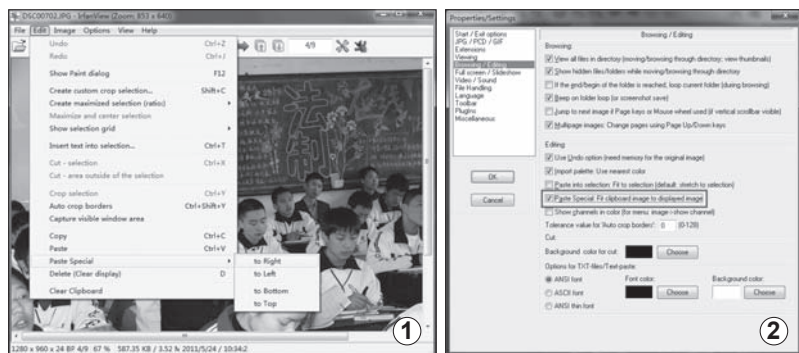 DSC00702.JPG - IrfanView (Zoom: 853 x 640)
File Edit Image Options View Help
4/9
Undo Ctrl+Z
Redo Ctrl+J
Show Paint dialog F12
Create custom crop selection... Shift+C
Create maximized selection (ratio)
Maximize and center selection
Show selection grid
Insert text into selection... Ctrl+T
Cut - selection Ctrl+X
Cut - area outside of the selection
Crop selection Ctrl+Y
Auto crop borders Ctrl+Shift+Y
Capture visible window area
Copy Ctrl+C
Paste Ctrl+V
Paste Special
Delete (Clear display) D
Clear Clipboard
to Right
to Left
to Bottom
to Top
法
制
1280 x 960 x 24 BPP 4/9 67 % 587.35 KB / 3.52 M 2011/5/24 / 10:34:2
1
Properties/Settings
Start / Exit options
JPG / PCD / GIF
Extensions
Viewing
Browsing / Editing
Full screen / Slideshow
Video / Sound
File Handling
Language
Toolbar
Plugins
Miscellaneous
OK
Cancel
Browsing / Editing
Browsing:
View all files in directory (moving/browsing through directory; view thumbnails)
Show hidden files/folders while moving/browsing through directory
If the end/begin of the folder is reached, loop current folder (during browsing)
Beep on folder loop (or screenshot save)
Jump to next image if Page keys or Mouse wheel used (if vertical scrollbar visible)
Multipage images: Change pages using Page Up/Down keys
Editing:
Use Undo option (need memory for the original image)
Import palette: Use nearest color
Paste into selection: Fit to selection (default: stretch to selection)
Paste Special: Fit clipboard image to displayed image
Show channels in color (for menu: image->show channel)
Tolerance value for 'Auto crop borders': 0 (0-128)
Cut:
Background color for cut: Choose
Options for TXT-files/Text-paste:
ANSI font Font color: Background color:
ASCII font Choose Choose
ANSI thin font
2